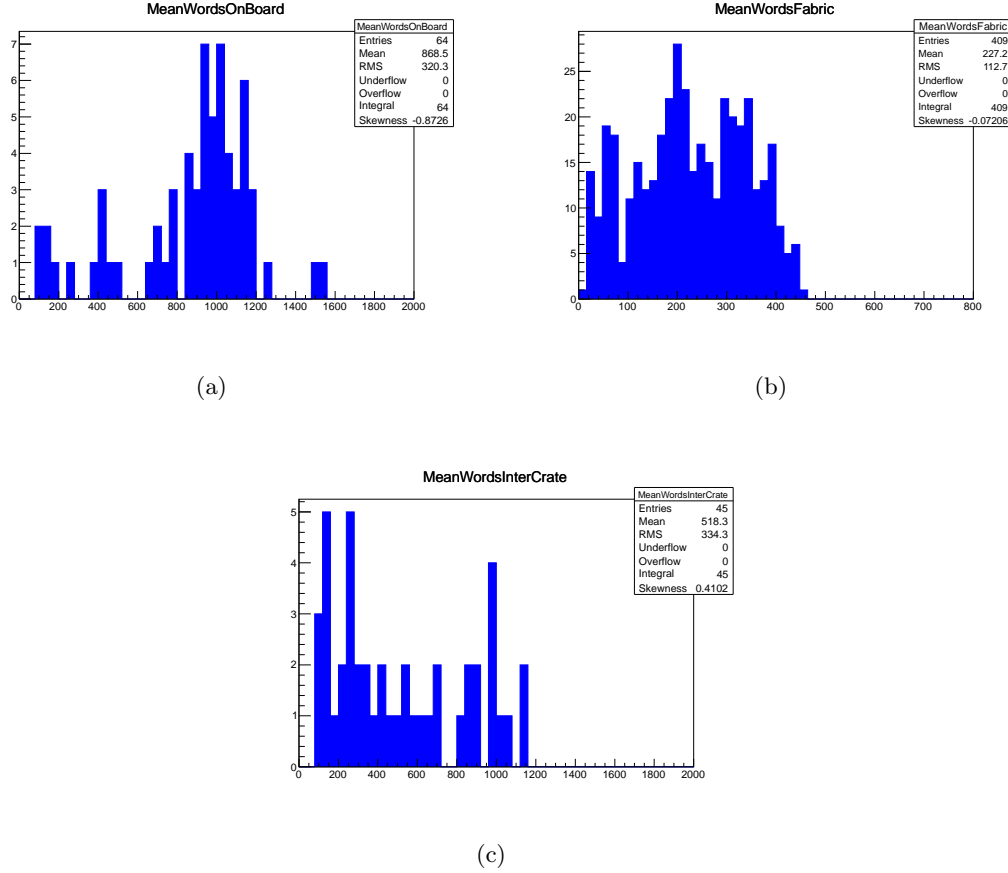 MeanWordsOnBoard
MeanWordsOnBoard
Entries 64
Mean 868.5
RMS 320.3
Underflow 0
Overflow 0
Integral 64
Skewness -0.8726
7
6
5
4
3
2
1
0
0 200 400 600 800 1000 1200 1400 1600 1800 2000
(a)
MeanWordsFabric
MeanWordsFabric
Entries 409
Mean 227.2
RMS 112.7
Underflow 0
Overflow 0
Integral 409
Skewness -0.07206
25
20
15
10
5
0
0 100 200 300 400 500 600 700 800
(b)
MeanWordsInterCrate
MeanWordsInterCrate
Entries 45
Mean 518.3
RMS 334.3
Underflow 0
Overflow 0
Integral 45
Skewness 0.4102
5
4
3
2
1
0
0 200 400 600 800 1000 1200 1400 1600 1800 2000
(c)